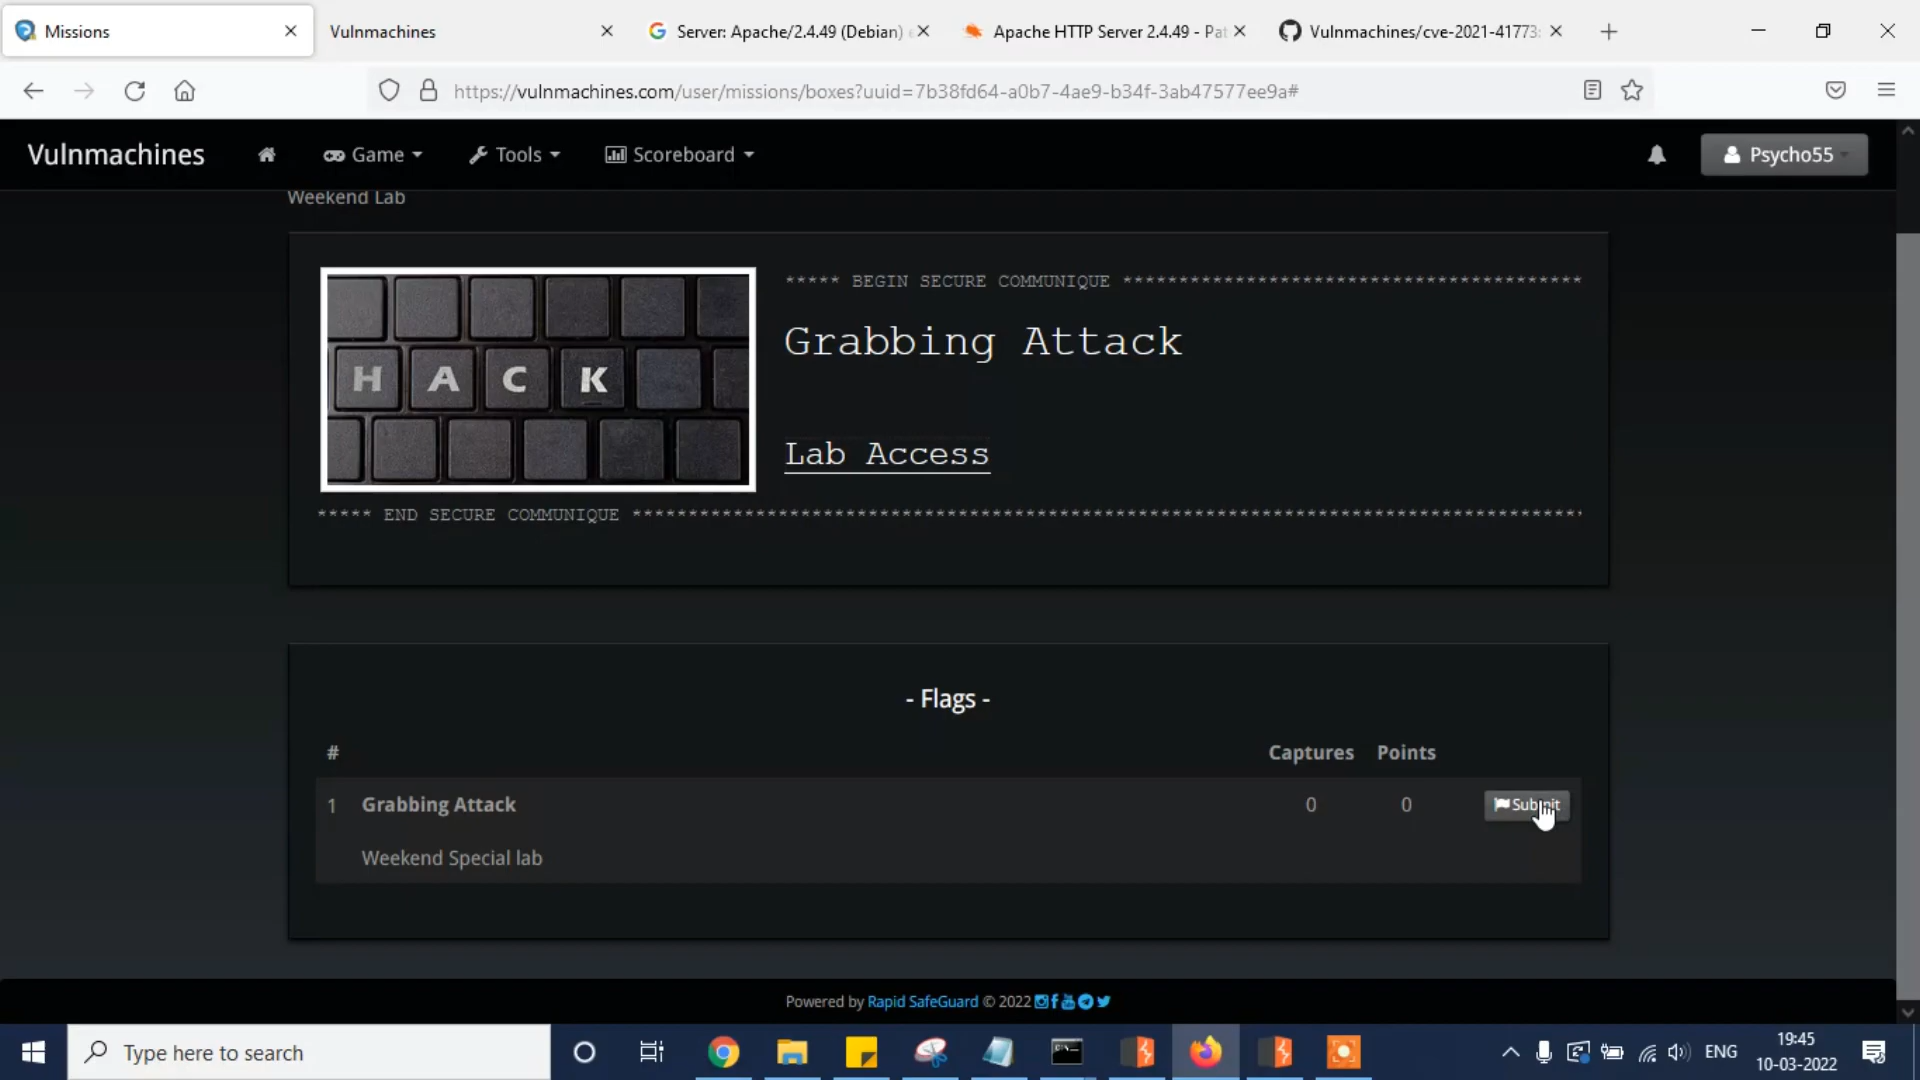 Missions
Vulnmachines
Server: Apache/2.4.49 (Debian)
Apache HTTP Server 2.4.49 - Pat
Vulnmachines/cve-2021-41773:
https://vulnmachines.com/user/missions/boxes?uuid=7b38fd64-a0b7-4ae9-b34f-3ab47577ee9a#
Vulnmachines
Game
Tools
Scoreboard
Psycho55
Weekend Lab
***** BEGIN SECURE COMMUNIQUE *****************************************
HACK
Grabbing Attack
Lab Access
***** END SECURE COMMUNIQUE ************************************************************************************
- Flags -
# Captures Points
1 Grabbing Attack 0 0 Submit
Weekend Special lab
Powered by Rapid SafeGuard © 2022
Type here to search
ENG
19:45
10-03-2022